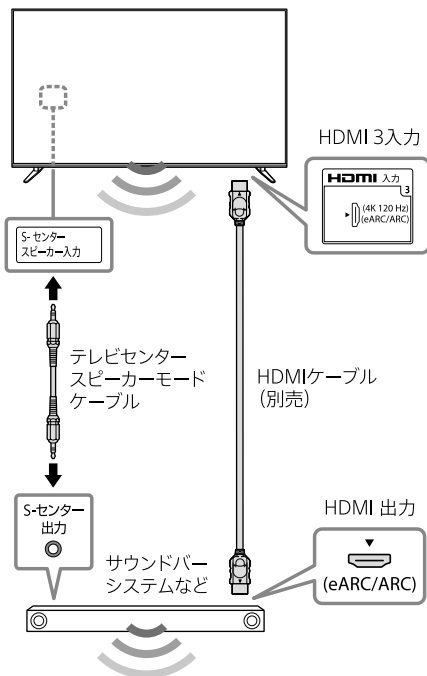 HDMI 3入力
HDMI 入力
3
(4K 120 Hz)
(eARC/ARC)
S-センター
スピーカー入力
テレビセンター
スピーカーモード
ケーブル
HDMIケーブル
(別売)
S-センター
出力
サウンドバー
システムなど
HDMI 出力
(eARC/ARC)